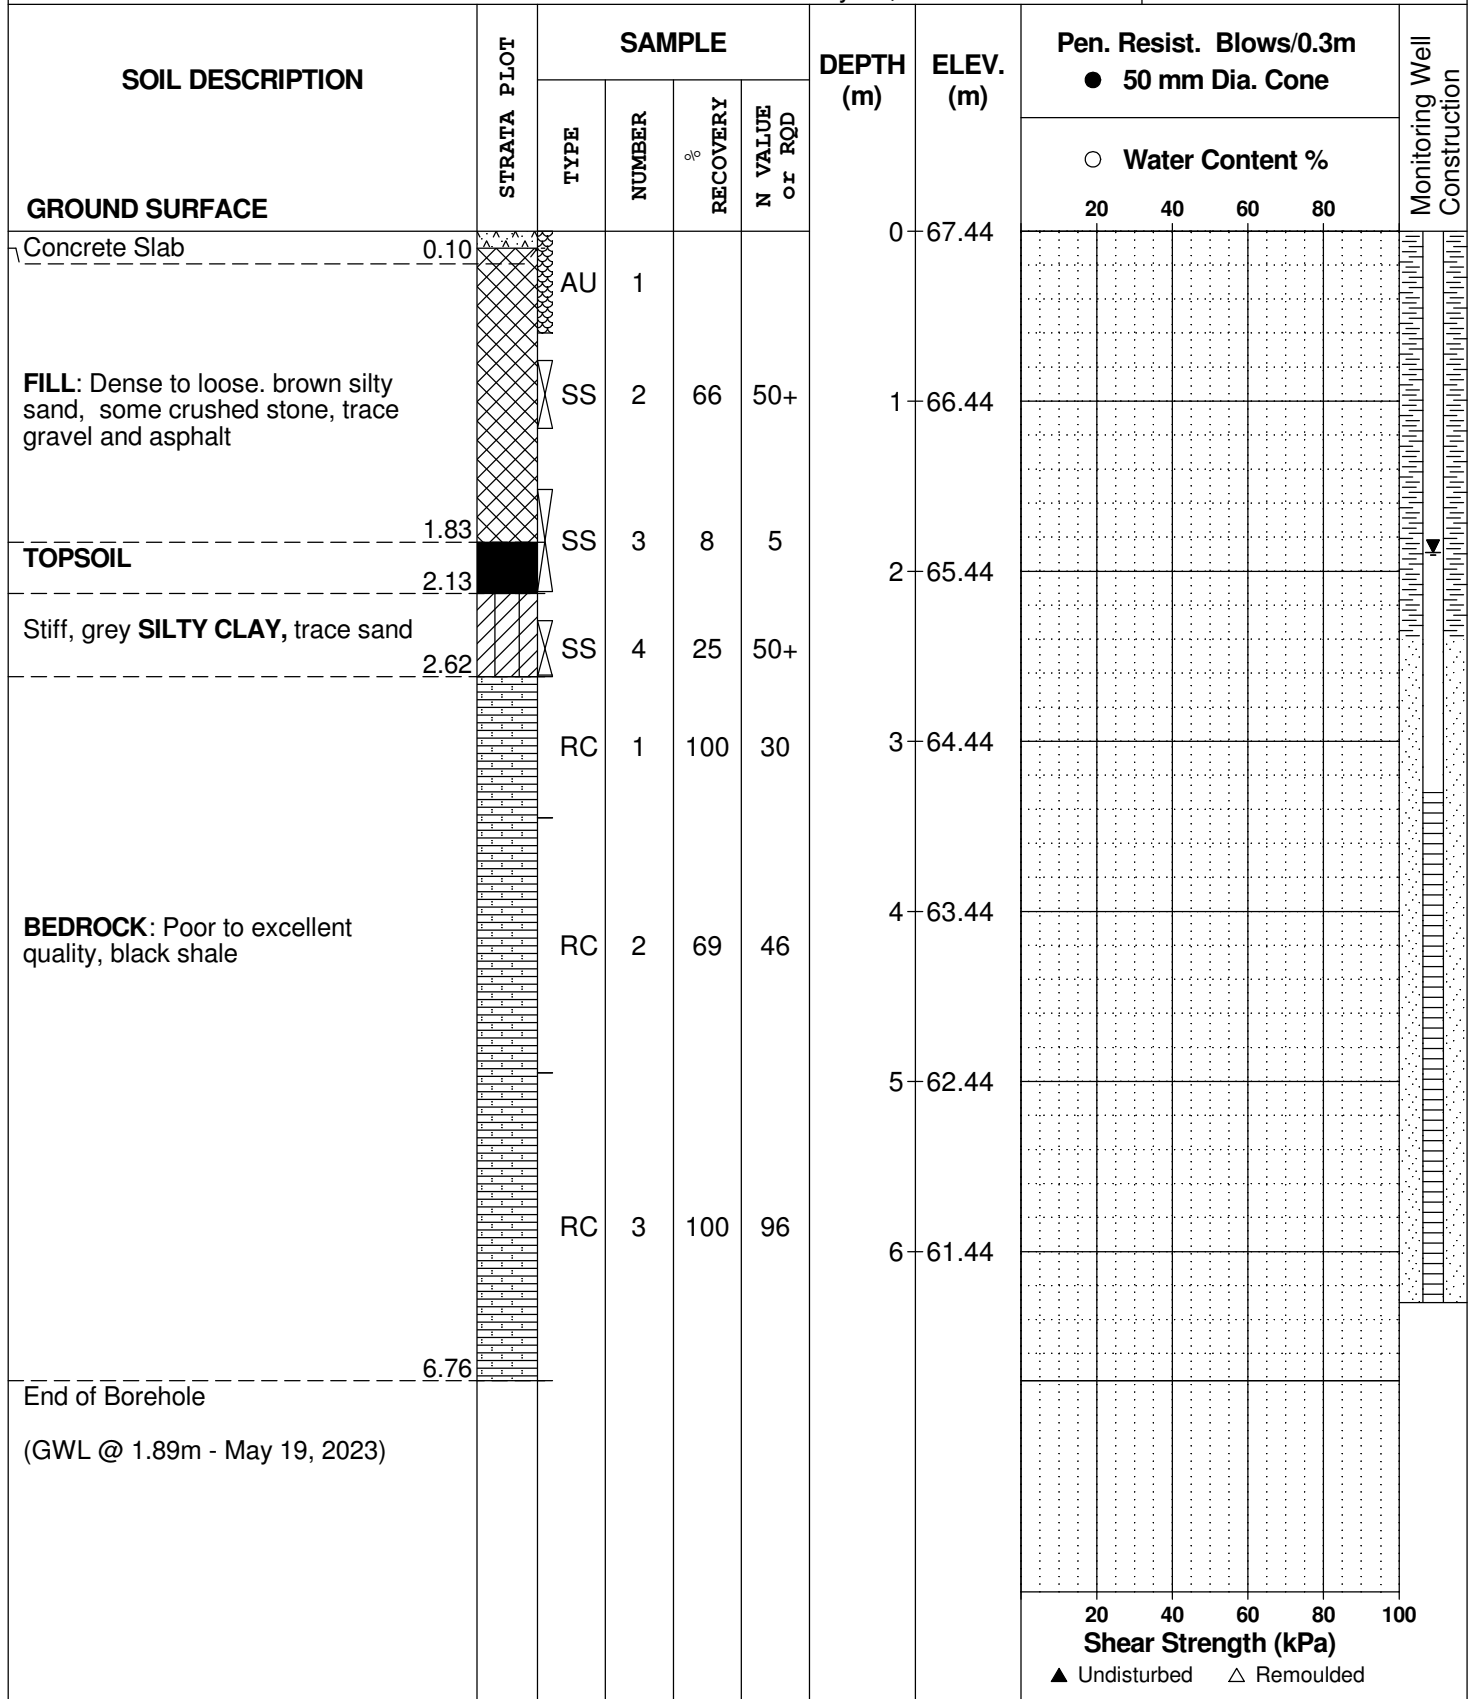 SOIL DESCRIPTION
STRATA PLOT
SAMPLE
TYPE
NUMBER
% RECOVERY
N VALUE or RQD
DEPTH (m)
ELEV. (m)
Pen. Resist. Blows/0.3m
● 50 mm Dia. Cone
○ Water Content %
20 40 60 80
Monitoring Well Construction
GROUND SURFACE
0 67.44
Concrete Slab 0.10
AU 1
FILL: Dense to loose. brown silty
sand, some crushed stone, trace
gravel and asphalt
SS 2 66 50+
1 66.44
1.83
SS 3 8 5
TOPSOIL
2.13
2 65.44
Stiff, grey SILTY CLAY, trace sand
2.62
SS 4 25 50+
RC 1 100 30
3 64.44
4 63.44
BEDROCK: Poor to excellent
quality, black shale
RC 2 69 46
5 62.44
RC 3 100 96
6 61.44
6.76
End of Borehole
(GWL @ 1.89m - May 19, 2023)
20 40 60 80 100
Shear Strength (kPa)
▲ Undisturbed △ Remoulded